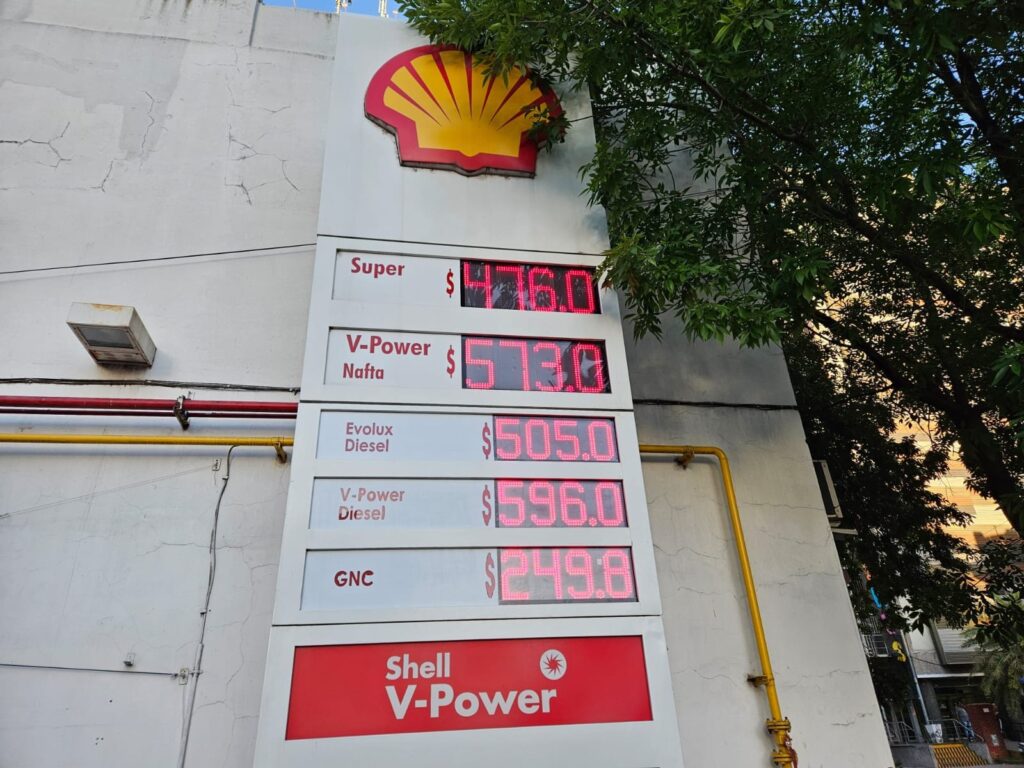 Super $ 476.0
V-Power
Nafta $ 573.0
Evolux
Diesel $ 505.0
V-Power
Diesel $ 596.0
GNC $ 249.8
Shell
V-Power